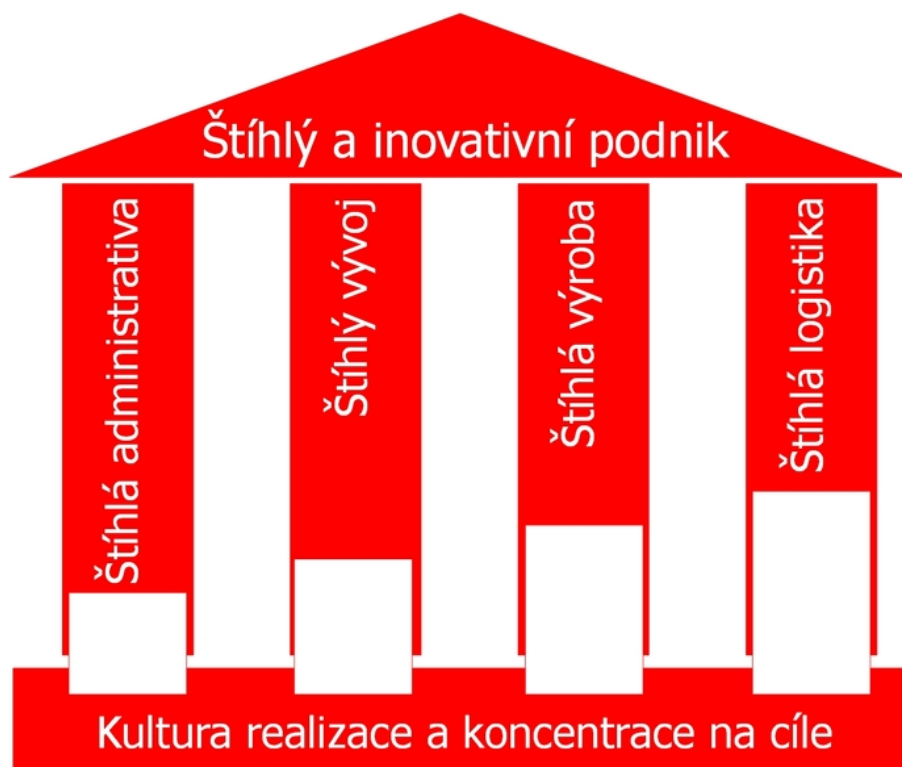 Štíhlý a inovativní podnik
Štíhlá administrativa
Štíhlý vývoj
Štíhlá výroba
Štíhlá logistika
Kultura realizace a koncentrace na cíle